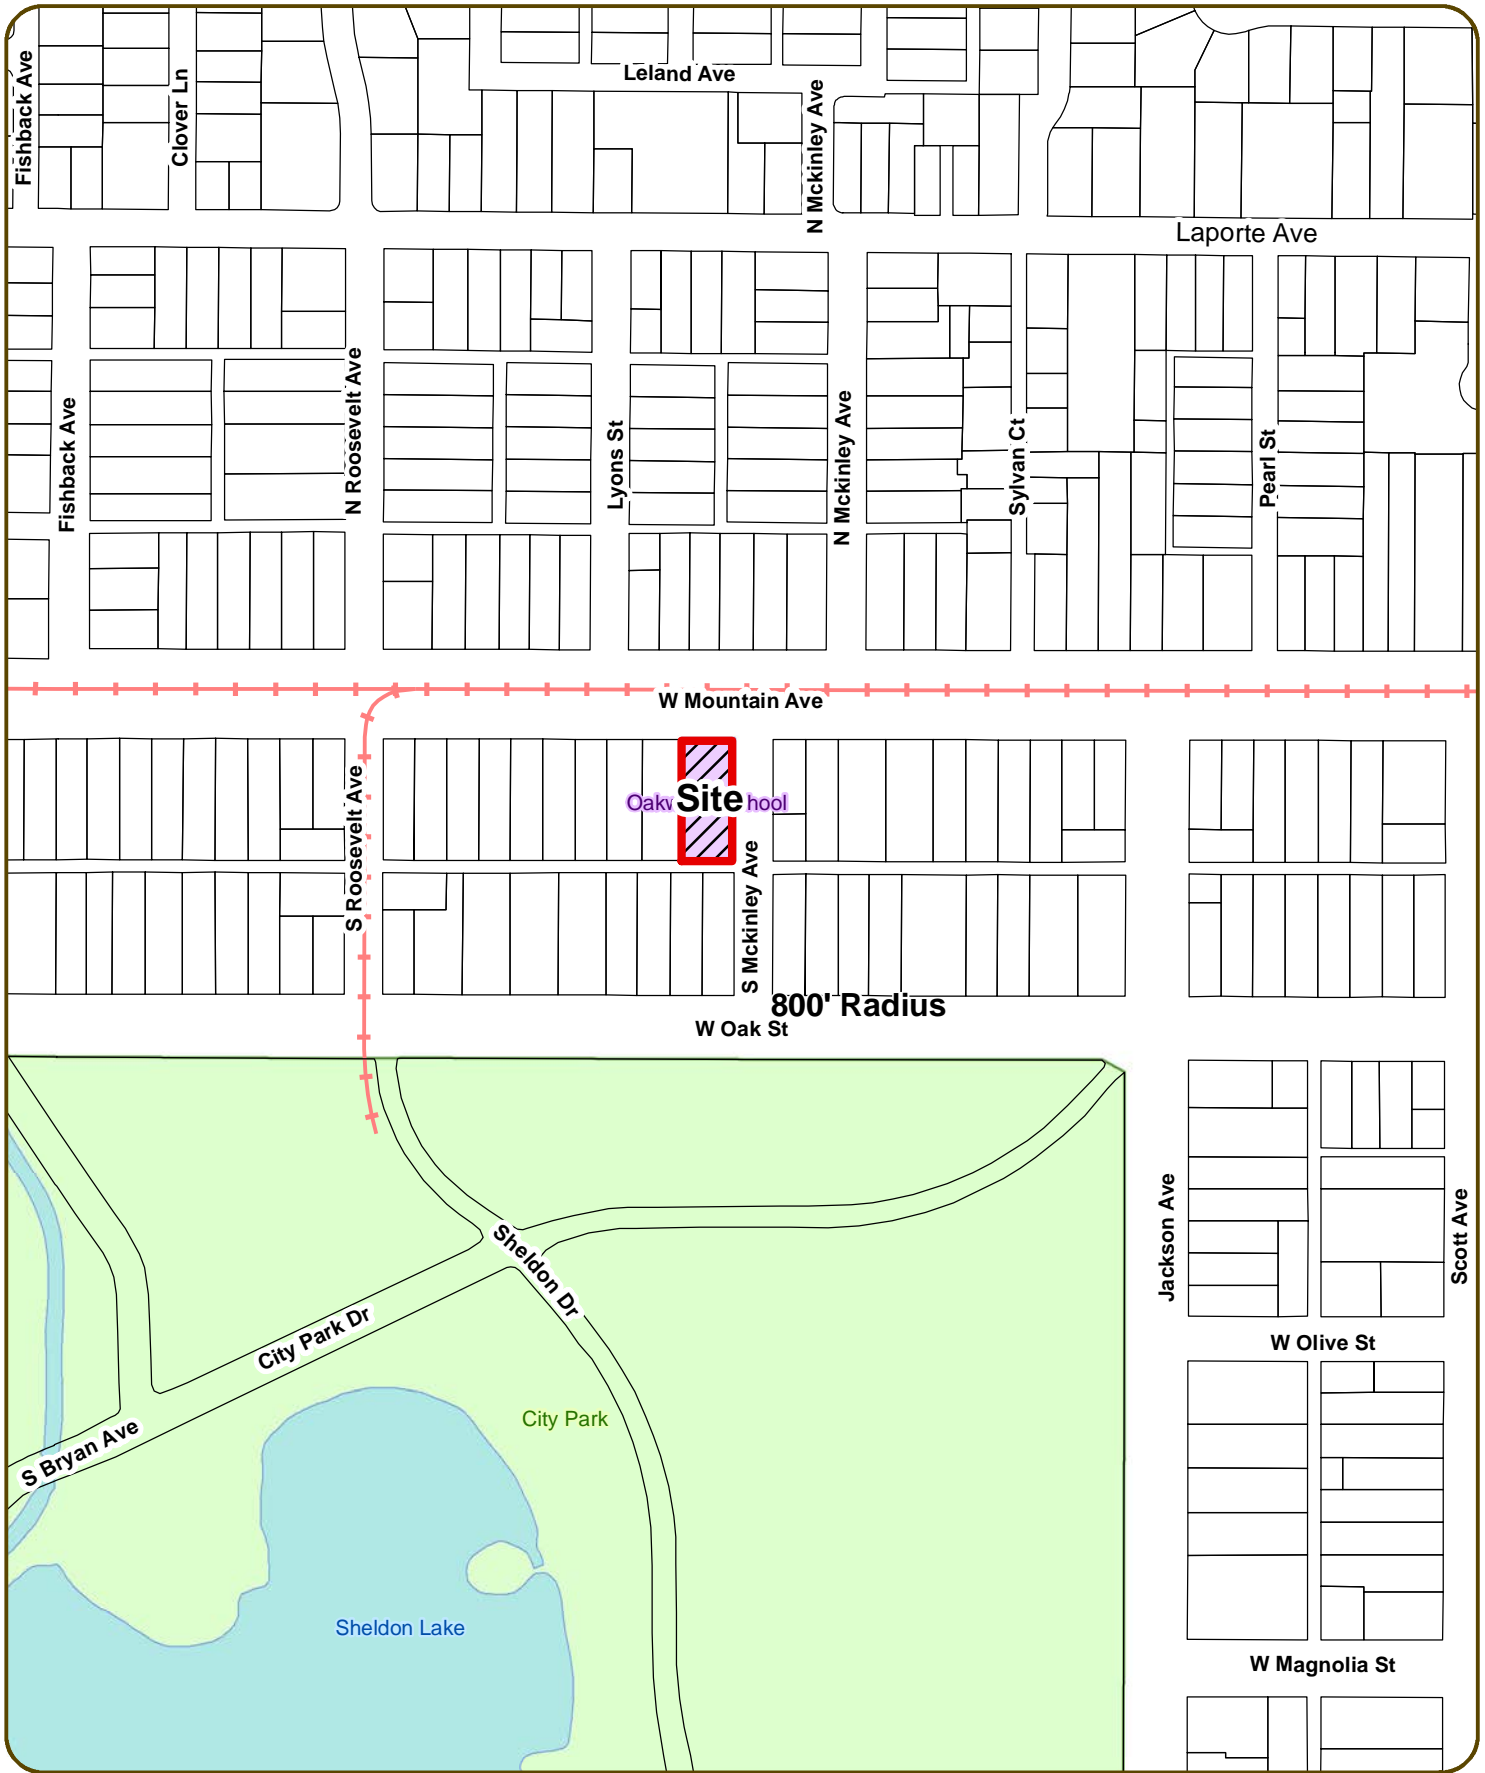 Leland Ave
Fishback Ave
Clover Ln
N Mckinley Ave
Laporte Ave
Fishback Ave
N Roosevelt Ave
Lyons St
N Mckinley Ave
Sylvan Ct
Pearl St
W Mountain Ave
Site
hool
S Roosevelt Ave
S Mckinley Ave
800' Radius
W Oak St
Jackson Ave
Scott Ave
Sheldon Dr
City Park Dr
W Olive St
City Park
S Bryan Ave
Sheldon Lake
W Magnolia St